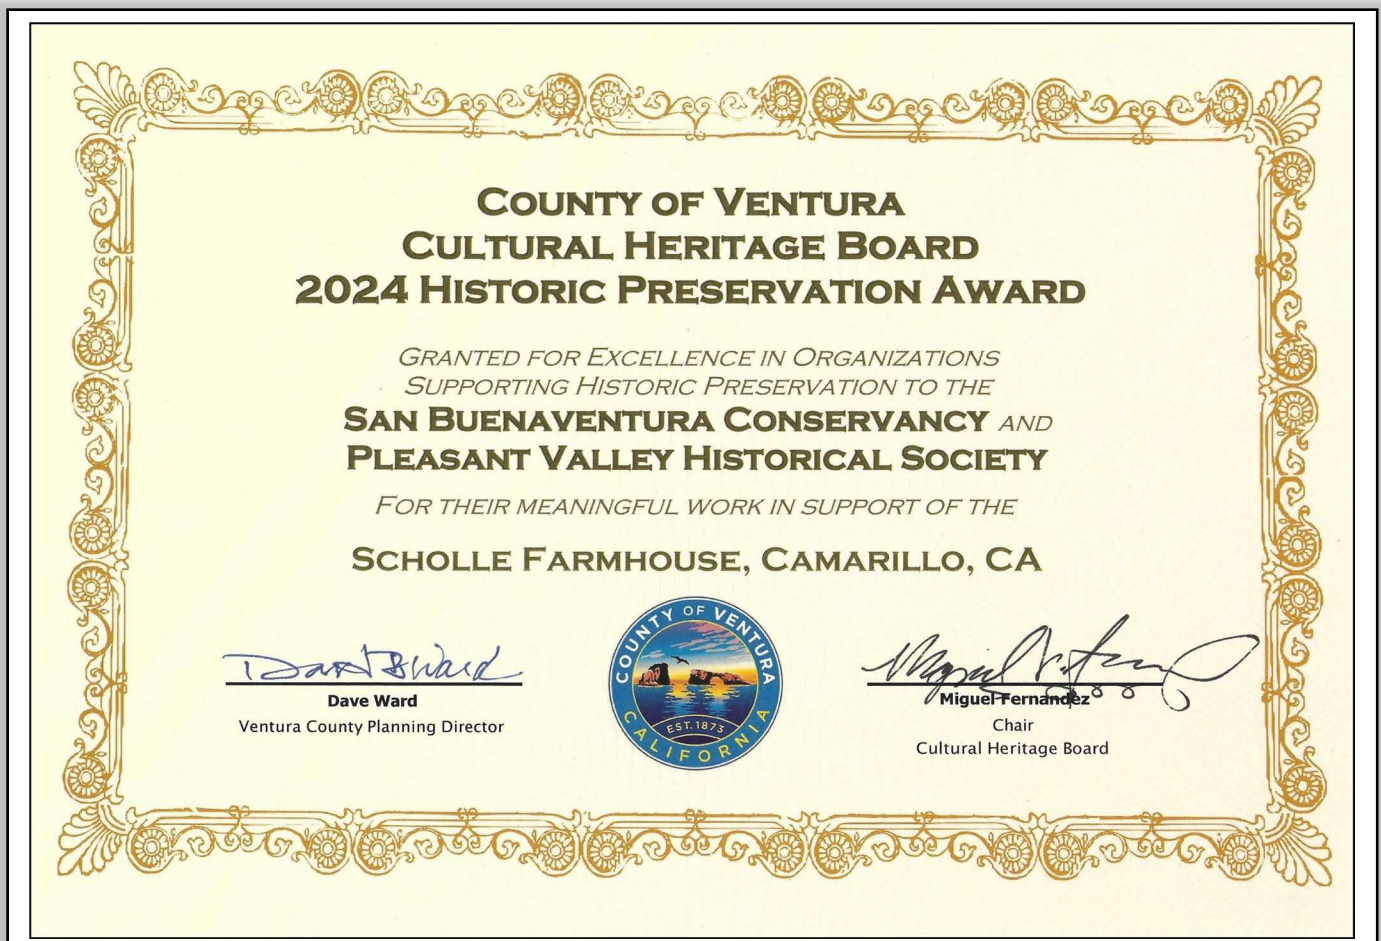 COUNTY OF VENTURA
CULTURAL HERITAGE BOARD
2024 HISTORIC PRESERVATION AWARD
GRANTED FOR EXCELLENCE IN ORGANIZATIONS
SUPPORTING HISTORIC PRESERVATION TO THE
SAN BUENAVENTURA CONSERVANCY AND
PLEASANT VALLEY HISTORICAL SOCIETY
FOR THEIR MEANINGFUL WORK IN SUPPORT OF THE
SCHOLLE FARMHOUSE, CAMARILLO, CA
Dave Ward
Ventura County Planning Director
COUNTY OF VENTURA
EST. 1873
CALIFORNIA
Miguel Fernandez
Chair
Cultural Heritage Board